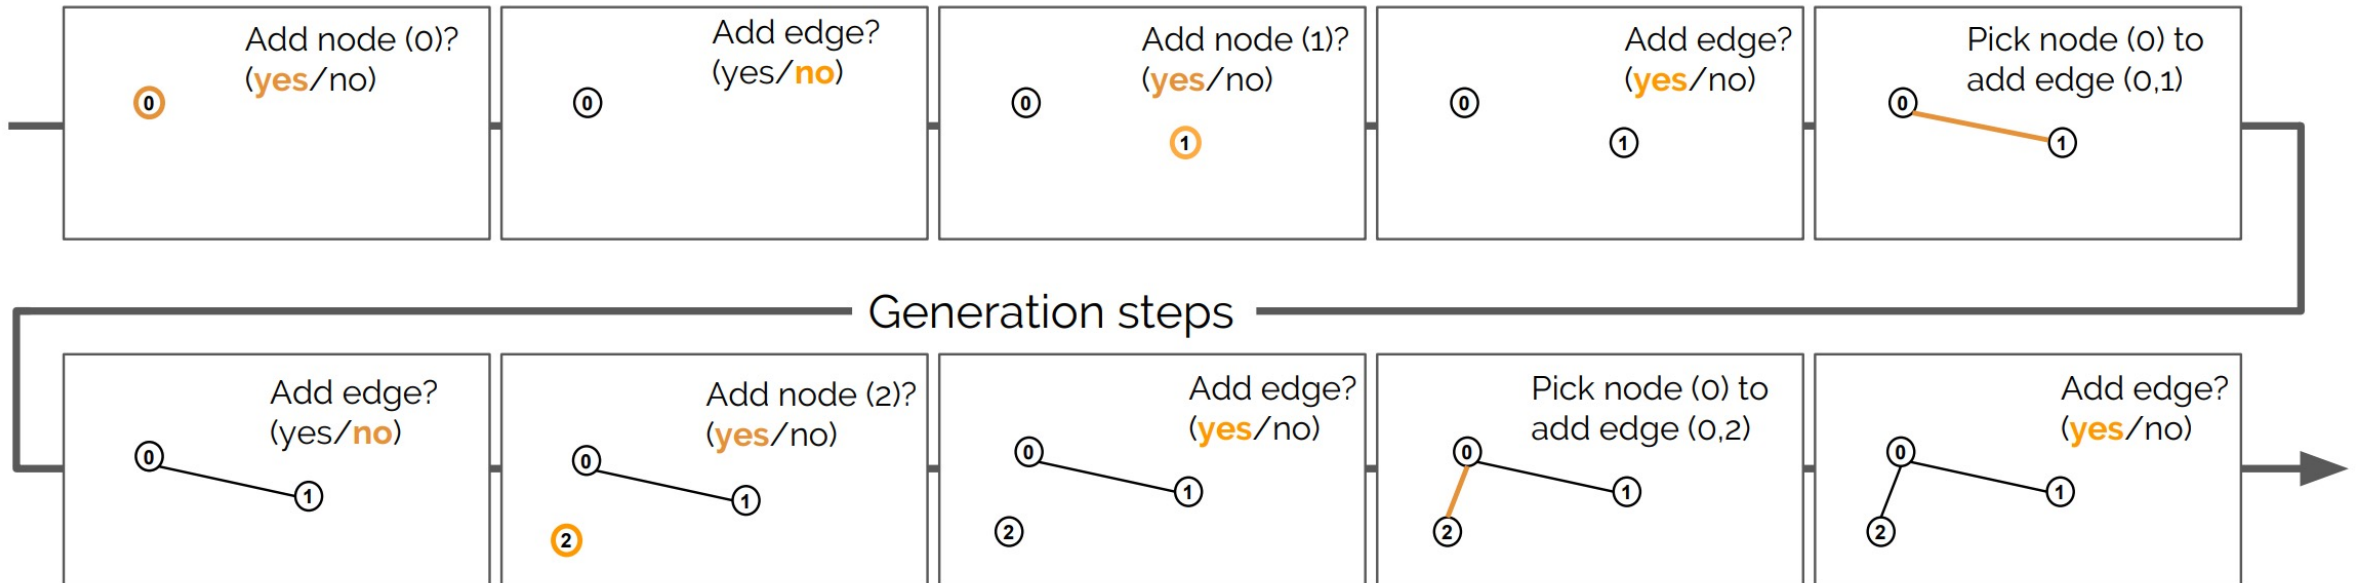 Add node (0)?
(yes/no)
0
Add edge?
(yes/no)
0
Add node (1)?
(yes/no)
0
1
Add edge?
(yes/no)
0
1
Pick node (0) to
add edge (0,1)
0
1
Generation steps
Add edge?
(yes/no)
0
1
Add node (2)?
(yes/no)
0
1
2
Add edge?
(yes/no)
0
1
2
Pick node (0) to
add edge (0,2)
0
1
2
Add edge?
(yes/no)
0
1
2